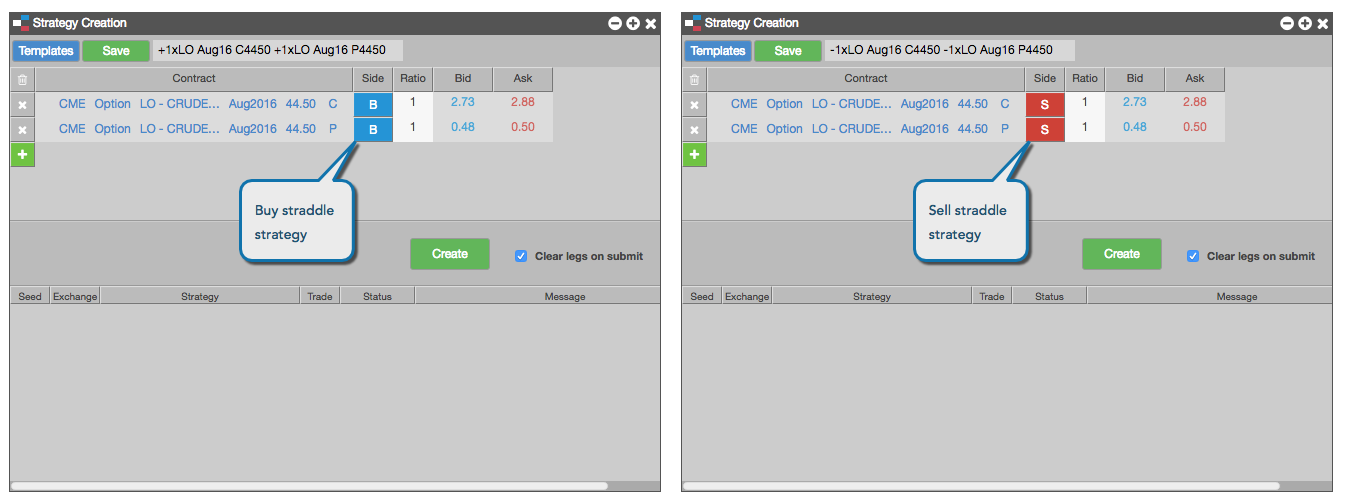 Strategy Creation
Templates Save +1xLO Aug16 C4450 +1xLO Aug16 P4450
Contract Side Ratio Bid Ask
CME Option LO - CRUDE... Aug2016 44.50 C B 1 2.73 2.88
CME Option LO - CRUDE... Aug2016 44.50 P B 1 0.48 0.50
Buy straddle
strategy
Create Clear legs on submit
Seed Exchange Strategy Trade Status Message
Strategy Creation
Templates Save -1xLO Aug16 C4450 -1xLO Aug16 P4450
Contract Side Ratio Bid Ask
CME Option LO - CRUDE... Aug2016 44.50 C S 1 2.73 2.88
CME Option LO - CRUDE... Aug2016 44.50 P S 1 0.48 0.50
Sell straddle
strategy
Create Clear legs on submit
Seed Exchange Strategy Trade Status Message